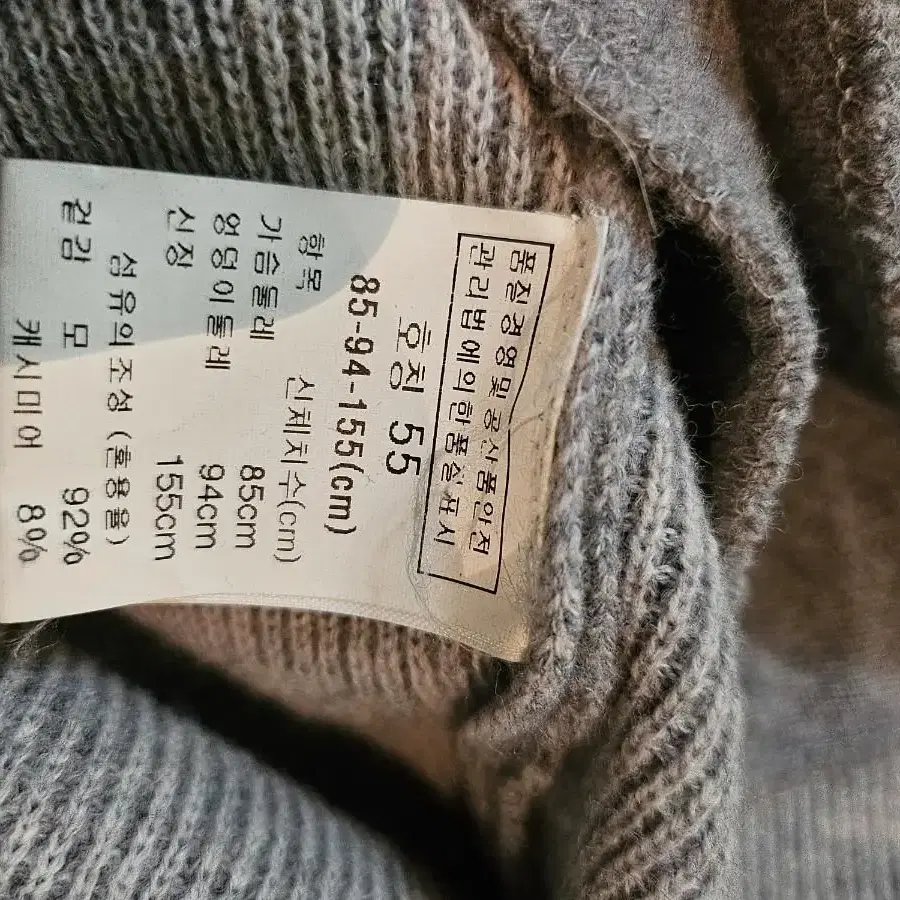 품질경영및공산품안전
관리법에의한품질표시
호칭 55
85-94-155(cm)
항목 신체치수(cm)
가슴둘레 85cm
엉덩이둘레 94cm
신장 155cm
섬유의조성 (혼용율)
겉감 모 92%
캐시미어 8%